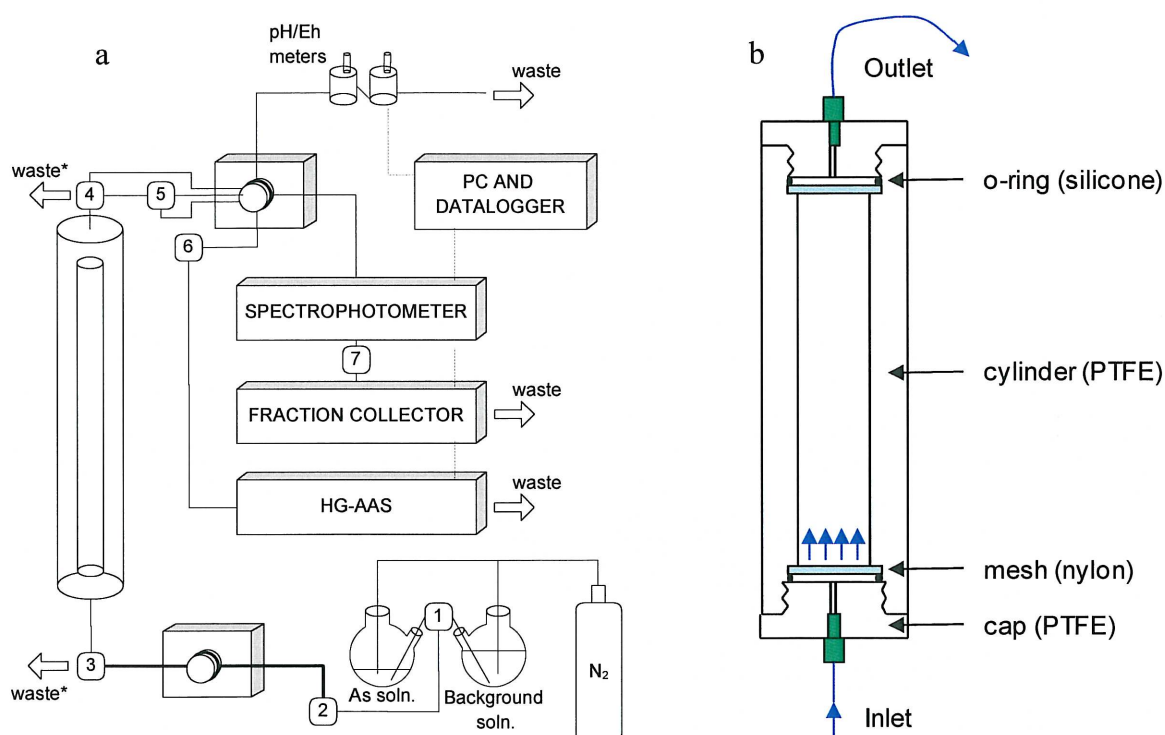 a
pH/Eh
meters
waste
waste*
4
5
6
PC AND
DATALOGGER
SPECTROPHOTOMETER
7
FRACTION COLLECTOR
waste
HG-AAS
waste
1
3
waste*
2
As soln.
Background
soln.
N₂
b
Outlet
o-ring (silicone)
cylinder (PTFE)
mesh (nylon)
cap (PTFE)
Inlet